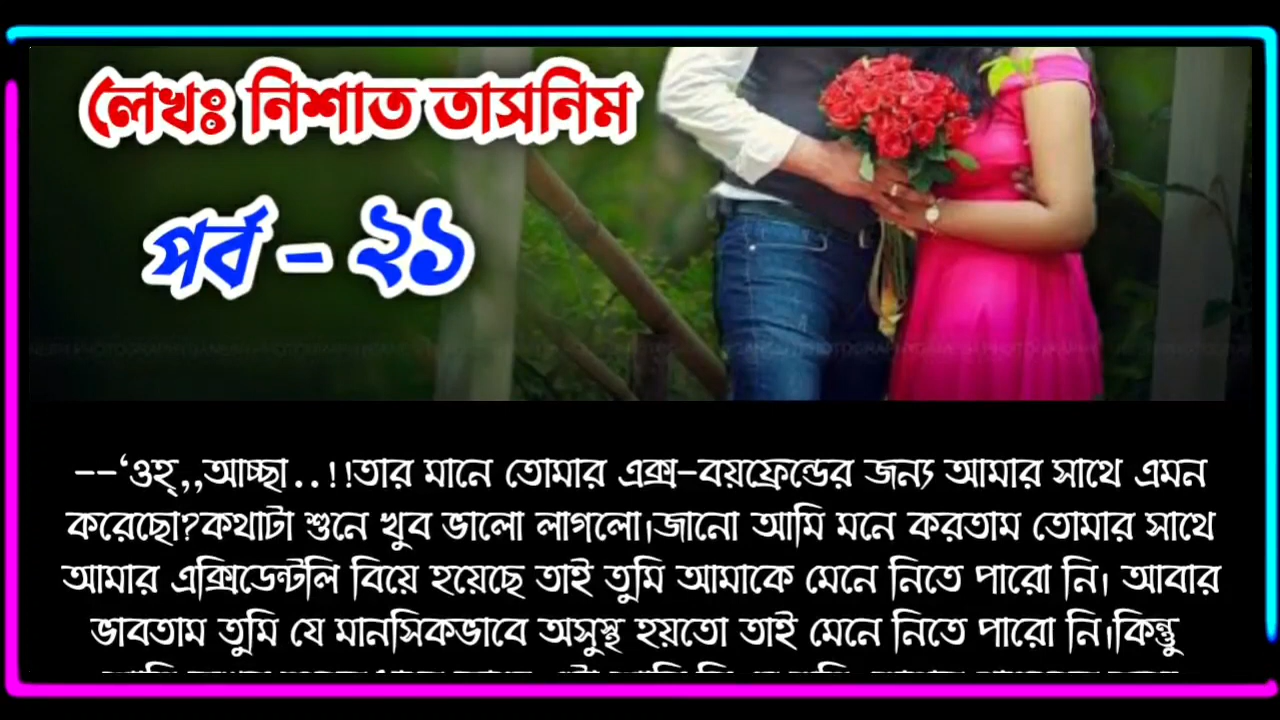 লেখঃ নিশাত তাসনিম
পর্ব - ২১
--‘ওহ্,,আচ্ছা..!!তার মানে তোমার এক্স-বয়ফ্রেন্ডের জন্য আমার সাথে এমন
করেছো?কথাটা শুনে খুব ভালো লাগলো।জানো আমি মনে করতাম তোমার সাথে
আমার এক্সিডেন্টলি বিয়ে হয়েছে তাই তুমি আমাকে মেনে নিতে পারো নি। আবার
ভাবতাম তুমি যে মানসিকভাবে অসুস্থ হয়তো তাই মেনে নিতে পারো নি।কিন্তু